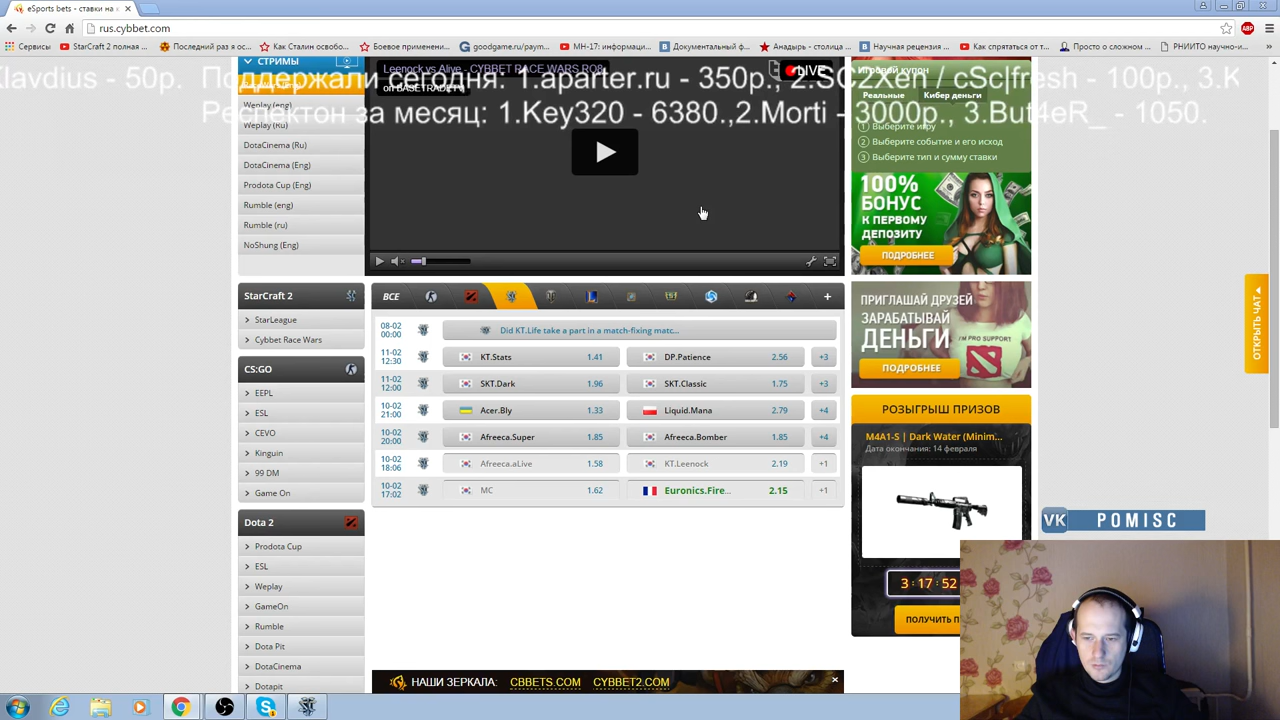 eSports bets - ставки на к
rus.cybbet.com
Сервисы
StarCraft 2 полная ...
Последний раз я ос...
Как Сталин освобо...
Боевое применени...
goodgame.ru/paym...
МН-17: информаци...
Документальный ф...
Анадырь - столица ...
Научная рецензия ...
Как спрятаться от т...
Просто о сложном ...
РНИИТО научно-и...
ABP
Klavdius - 50р. Поддержали сегодня: 1.aparter.ru - 350р., 2.SC2Xen / cSc|fresh - 100р., 3.K
Респектон за месяц: 1.Key320 - 6380.,2.Morti - 3000р., 3.But4eR_ - 1050.
СТРИМЫ
Weplay (eng)
Weplay (Ru)
DotaCinema (Ru)
DotaCinema (Eng)
Prodota Cup (Eng)
Rumble (eng)
Rumble (ru)
NoShung (Eng)
Leenock vs Alive - CYBBET RACE WARS RO8
on BASETRADETV
LIVE
Игровой купон
Реальные
Кибер деньги
1 Выберите игру
2 Выберите событие и его исход
3 Выберите тип и сумму ставки
100%
БОНУС
К ПЕРВОМУ
ДЕПОЗИТУ
ПОДРОБНЕЕ
StarCraft 2
StarLeague
Cybbet Race Wars
CS:GO
EEPL
ESL
CEVO
Kinguin
99 DM
Game On
Dota 2
Prodota Cup
ESL
Weplay
GameOn
Rumble
Dota Pit
DotaCinema
Dotapit
ВСЕ
+
08-02
00:00
Did KT.Life take a part in a match-fixing matc...
11-02
12:30
KT.Stats 1.41 DP.Patience 2.56 +3
11-02
12:00
SKT.Dark 1.96 SKT.Classic 1.75 +3
10-02
21:00
Acer.Bly 1.33 Liquid.Mana 2.79 +4
10-02
20:00
Afreeca.Super 1.85 Afreeca.Bomber 1.85 +4
10-02
18:06
Afreeca.aLive 1.58 KT.Leenock 2.19 +1
10-02
17:02
MC 1.62 Euronics.Fire... 2.15 +1
ПРИГЛАШАЙ ДРУЗЕЙ
ЗАРАБАТЫВАЙ
ДЕНЬГИ
I'M PRO SUPPORT
ПОДРОБНЕЕ
ОТКРЫТЬ ЧАТ
РОЗЫГРЫШ ПРИЗОВ
M4A1-S | Dark Water (Minim...
Дата окончания: 14 февраля
3 : 17 : 52
ПОЛУЧИТЬ П
VK POMISC
НАШИ ЗЕРКАЛА: CBBETS.COM CYBBET2.COM